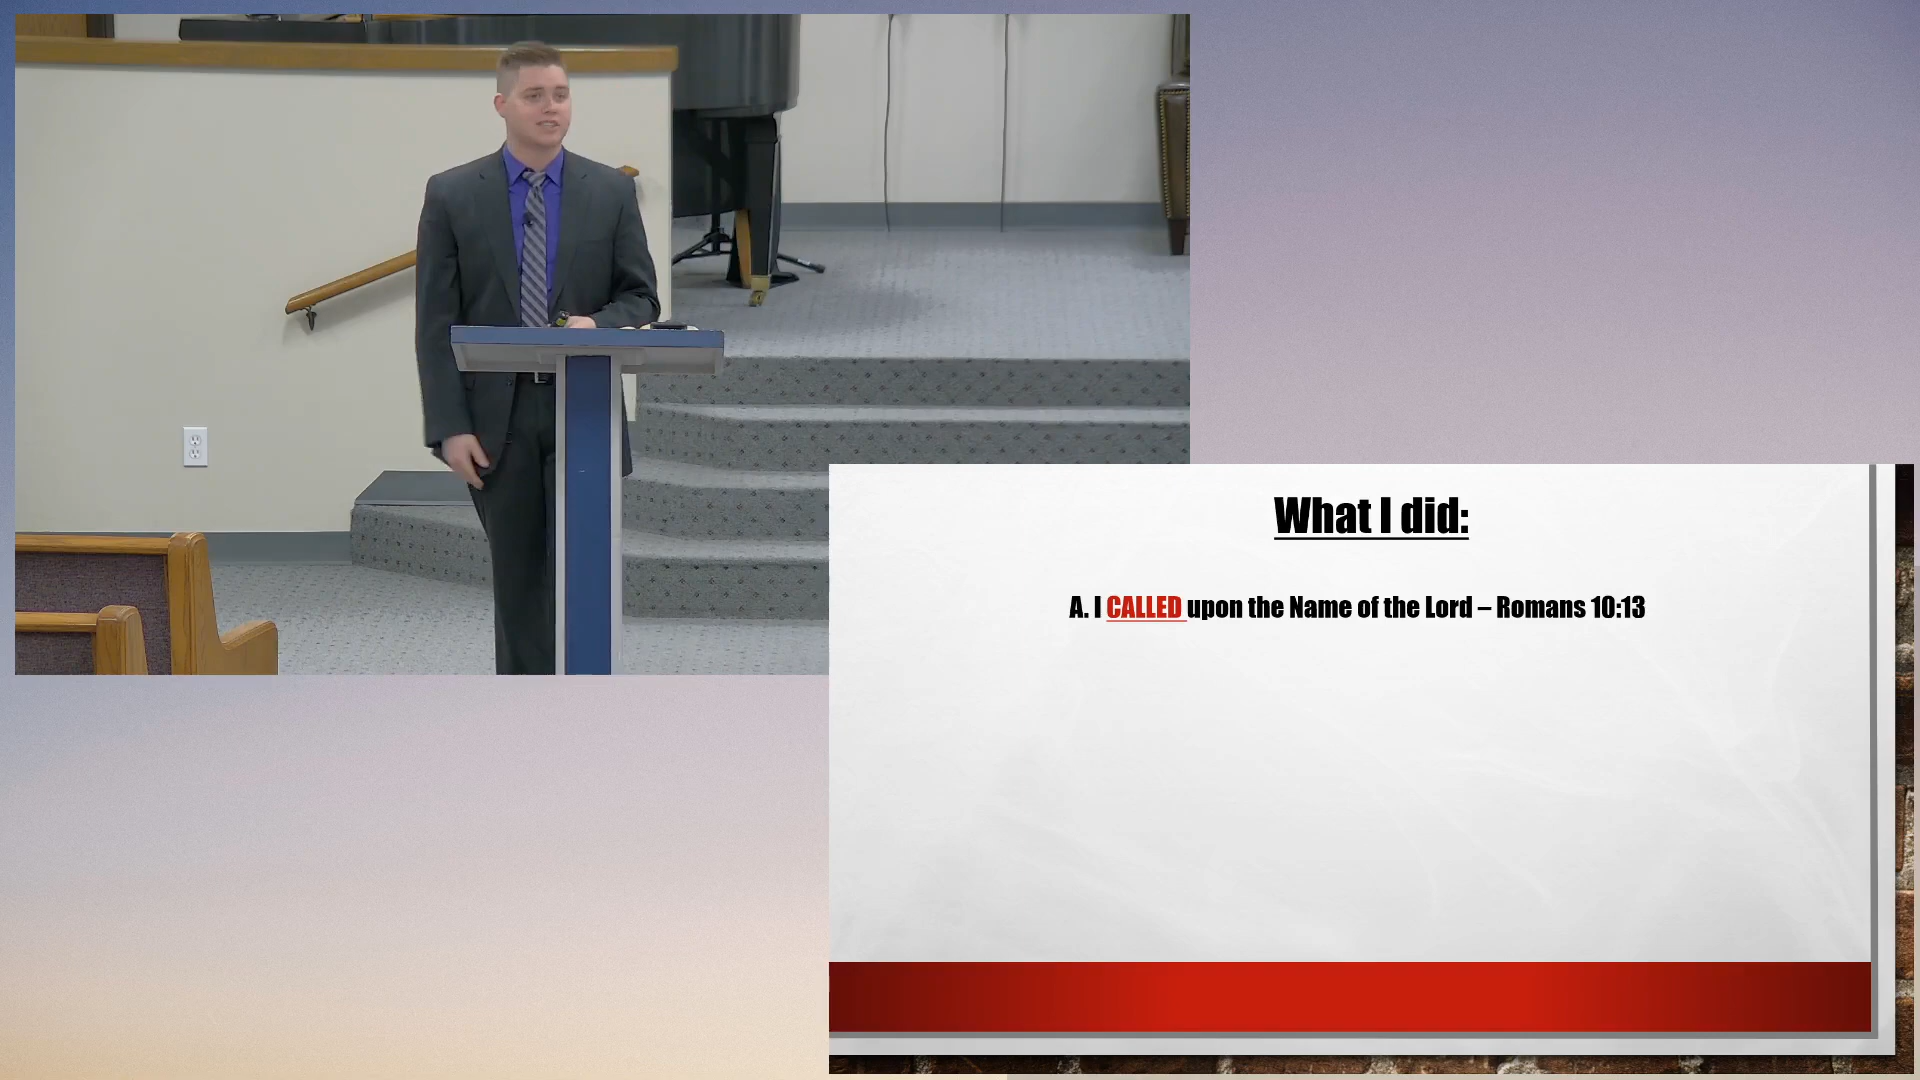 What I did:
A. I CALLED upon the Name of the Lord – Romans 10:13